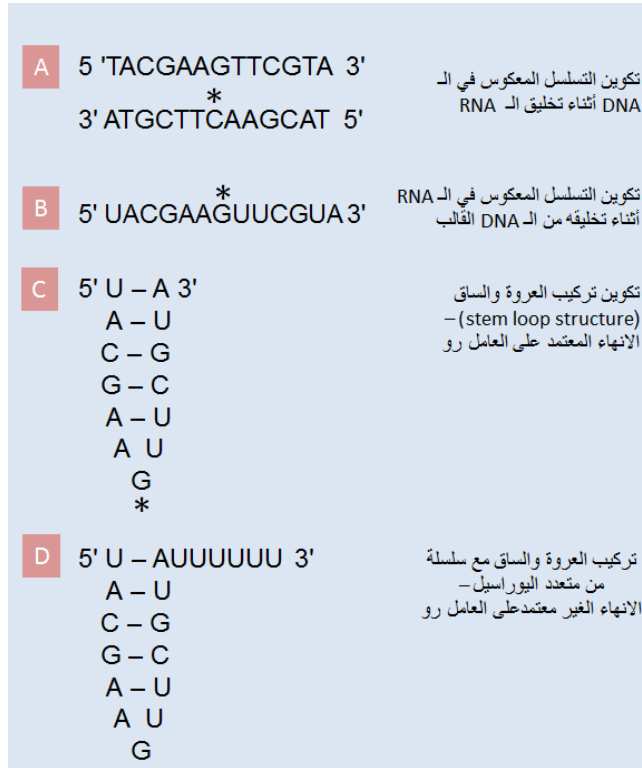 A
5 'TACGAAGTTCGTA 3'
*
3' ATGCTTCAAGCAT 5'
تكوين التسلسل المعكوس في الـ
DNA أثناء تخليق الـ RNA
B
*
5' UACGAAGUUCGUA 3'
تكوين التسلسل المعكوس في الـ RNA
أثناء تخليقه من الـ DNA القالب
C
5' U – A 3'
A – U
C – G
G – C
A – U
A U
G
*
تكوين تركيب العروة والساق
(stem loop structure) –
الانهاء المعتمد على العامل رو
D
5' U – AUUUUUU 3'
A – U
C – G
G – C
A – U
A U
G
تركيب العروة والساق مع سلسلة
من متعدد اليوراسيل –
الانهاء الغير معتمدعلى العامل رو